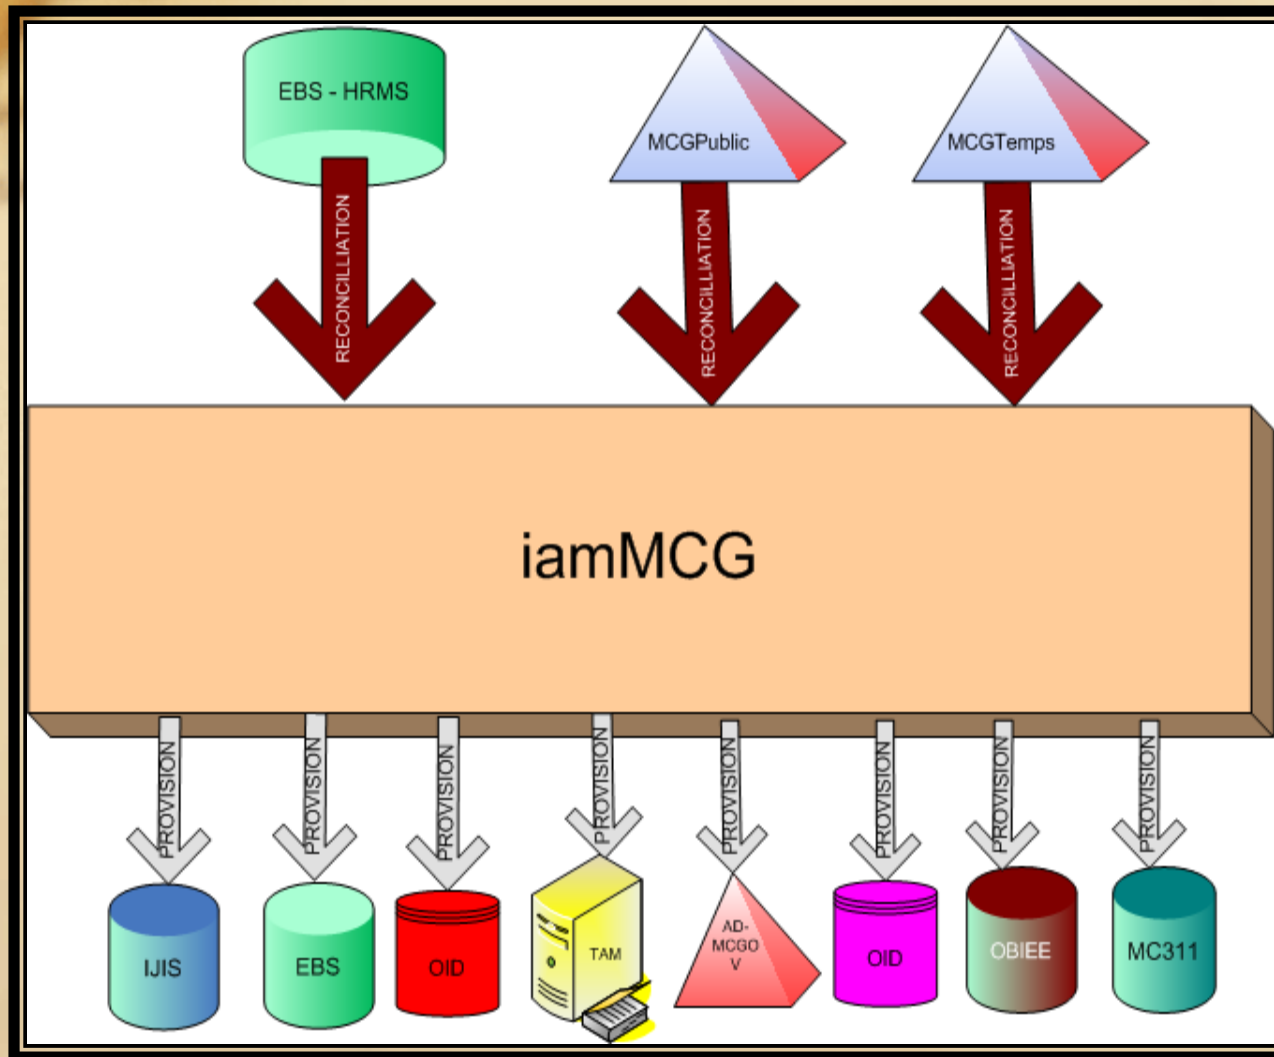 EBS - HRMS
MCGPublic
MCGTemps
RECONCILLIATION
RECONCILLIATION
RECONCILLIATION
iamMCG
PROVISION
PROVISION
PROVISION
PROVISION
PROVISION
PROVISION
PROVISION
PROVISION
IJIS
EBS
OID
TAM
AD-
MCGO
V
OID
OBIEE
MC311